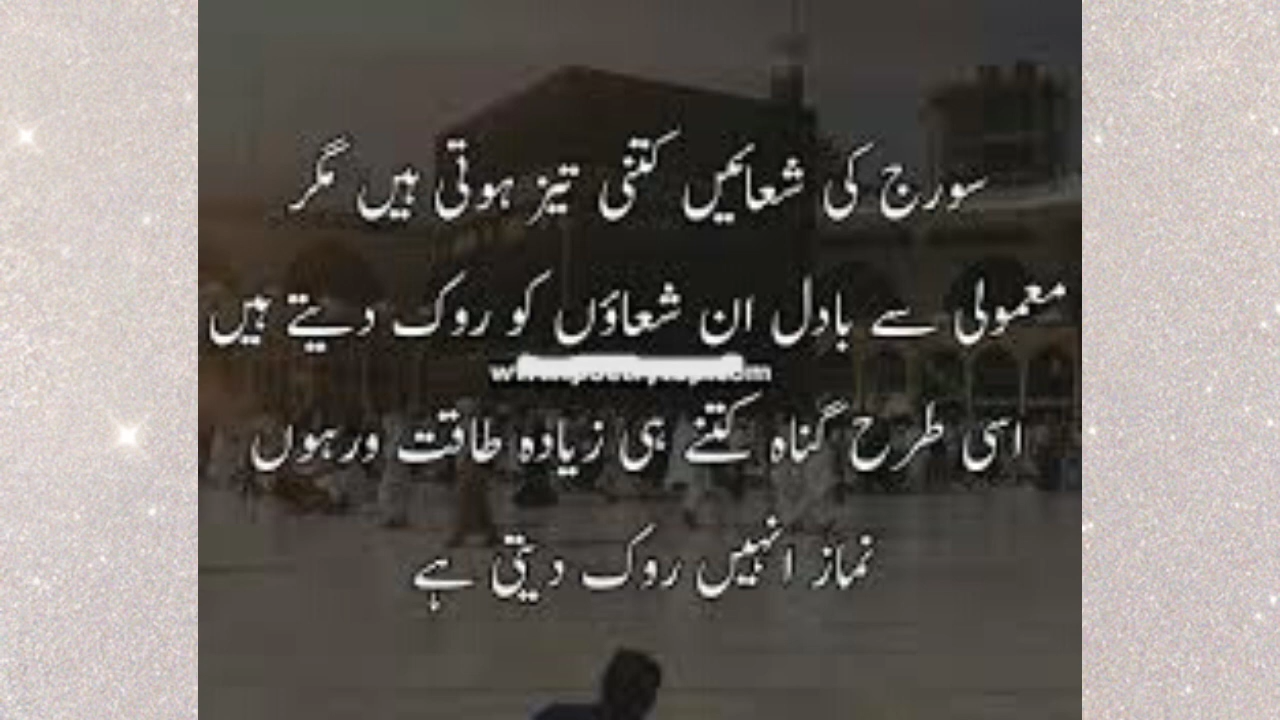 سورج کی شعائیں کتنی تیز ہوتی ہیں مگر
معمولی سے بادل ان شعاؤں کو روک دیتے ہیں
اسی طرح گناہ کتنے ہی زیادہ طاقت ورہوں
نماز انہیں روک دیتی ہے